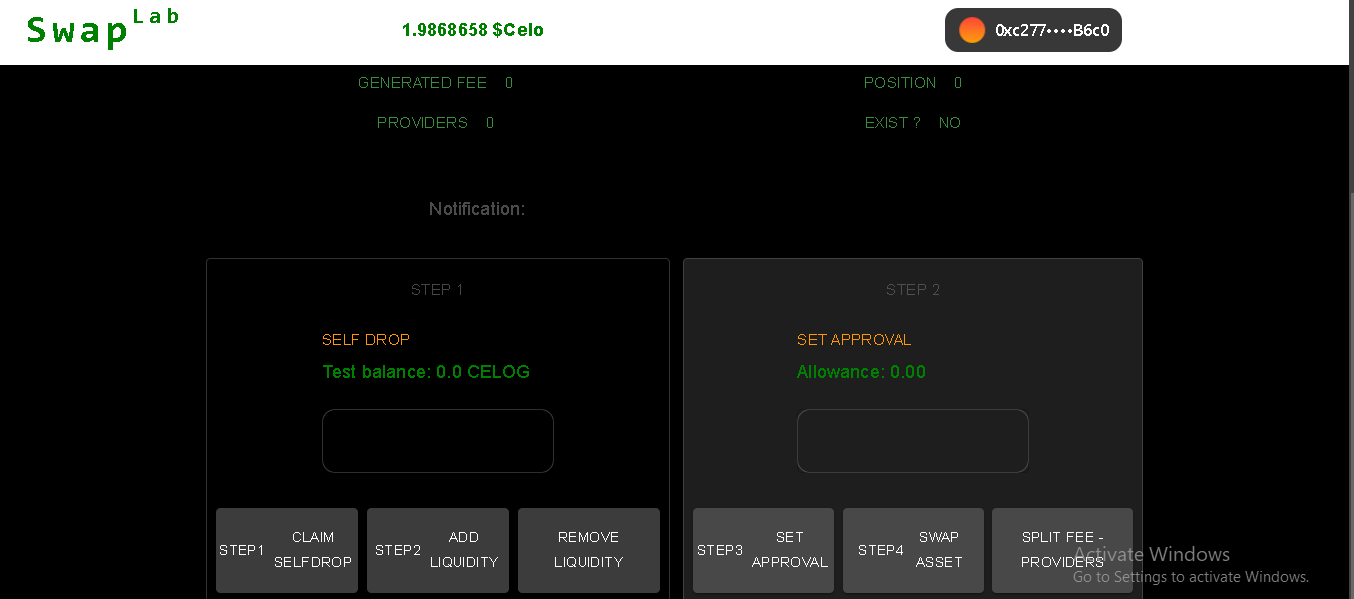 Swap Lab
1.9868658 $Celo
0xc277••••B6c0
GENERATED FEE 0
POSITION 0
PROVIDERS 0
EXIST ? NO
Notification:
STEP 1
STEP 2
SELF DROP
SET APPROVAL
Test balance: 0.0 CELOG
Allowance: 0.00
STEP1 CLAIM SELFDROP
STEP2 ADD LIQUIDITY
REMOVE LIQUIDITY
STEP3 SET APPROVAL
STEP4 SWAP ASSET
SPLIT FEE - PROVIDERS
Activate Windows
Go to Settings to activate Windows.